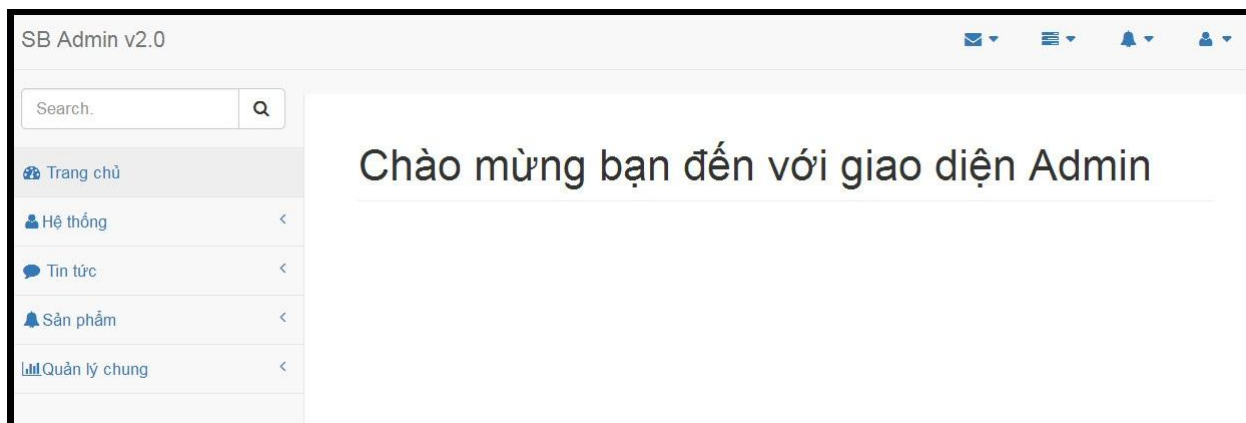 SB Admin v2.0
Search.
Trang chủ
Hệ thống
Tin tức
Sản phẩm
Quản lý chung
Chào mừng bạn đến với giao diện Admin